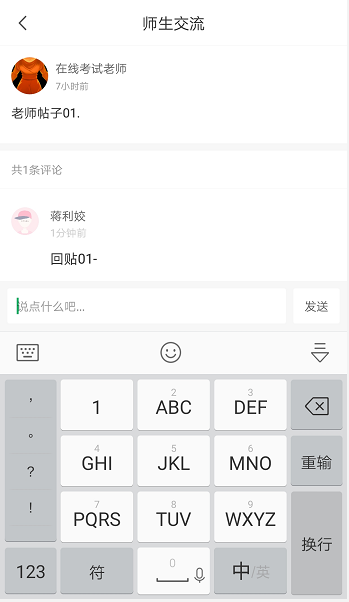 师生交流
在线考试老师
7小时前
老师帖子01.
共1条评论
蒋利姣
1分钟前
回贴01-
说点什么吧...
发送
,
1
2
ABC
3
DEF
。
4
GHI
5
JKL
6
MNO
重输
?
!
7
PQRS
8
TUV
9
WXYZ
换行
123
符
0
中/英